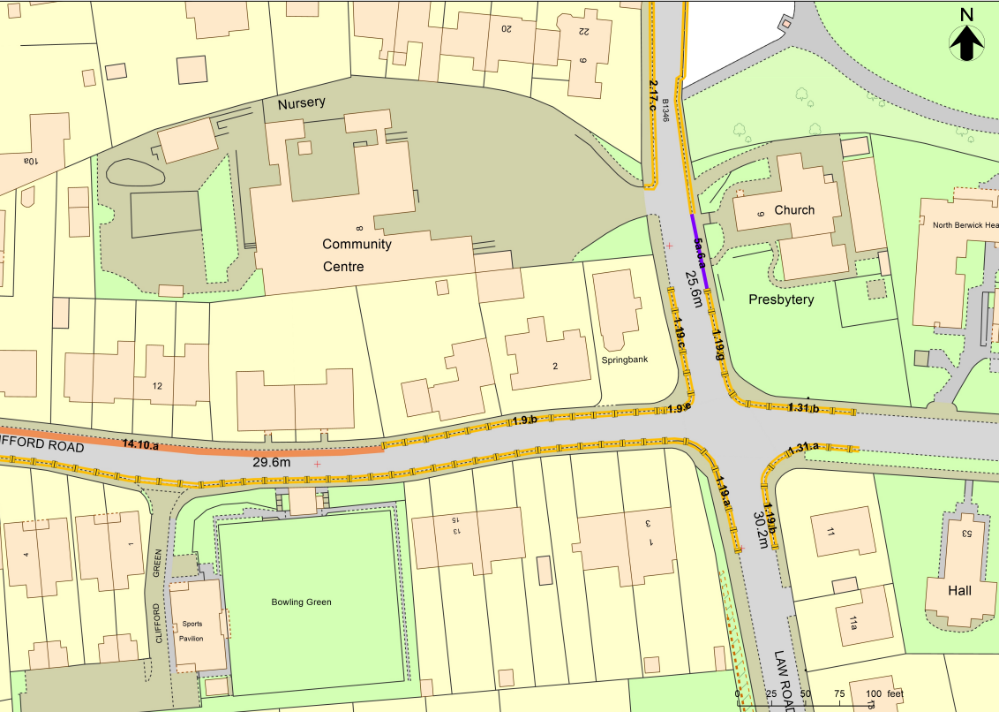 N
20
22
9
2.17.c
B1346
Nursery
10a
9
Church
North Berwick Hea
8
Community
Centre
5a.6.a
25.6m
Presbytery
1.19.c
1.19.g
2
Springbank
12
1.9.b
1.9.e
1.31.b
14.10.a
IFFORD ROAD
29.6m
1.31.a
1.19.a
1.19.b
30.2m
15
13
3
1
4
1
11
53
GREEN
CLIFFORD
Bowling Green
Hall
Sports
Pavilion
11a
LAW ROAD
0 25 50 75 100 feet